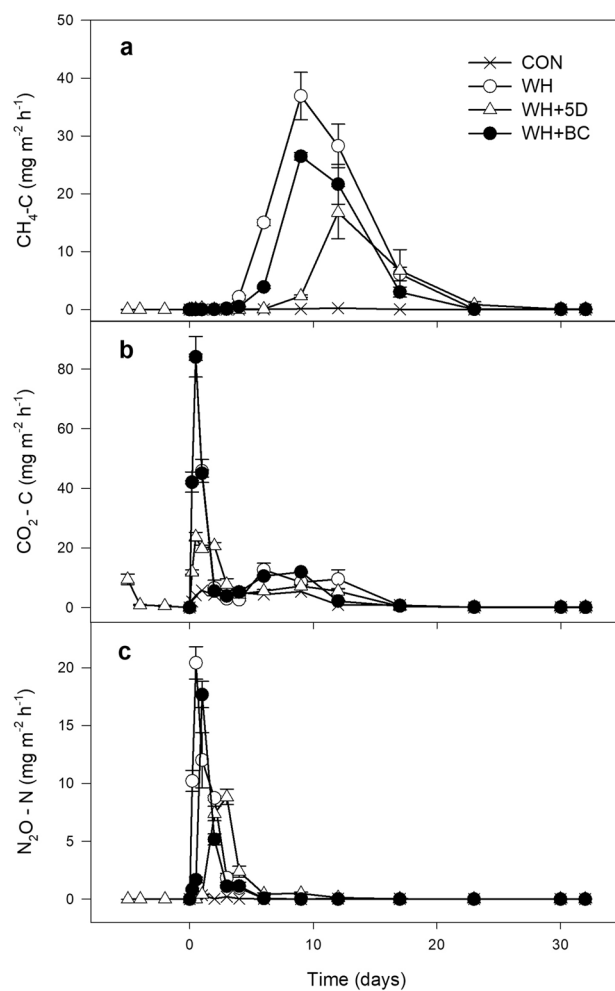 a
50
40
30
20
10
0
CH₄-C (mg m⁻² h⁻¹)
CON
WH
WH+5D
WH+BC
b
80
60
40
20
0
CO₂ - C (mg m⁻² h⁻¹)
c
20
15
10
5
0
N₂O - N (mg m⁻² h⁻¹)
0 10 20 30
Time (days)